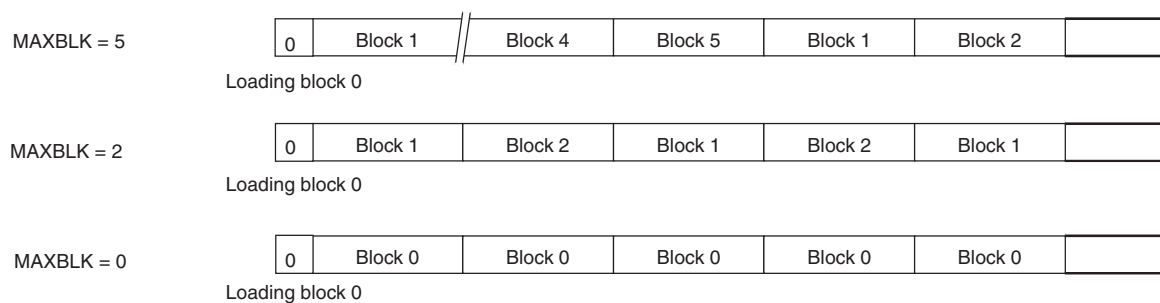 MAXBLK = 5 0 Block 1 Block 4 Block 5 Block 1 Block 2
Loading block 0
MAXBLK = 2 0 Block 1 Block 2 Block 1 Block 2 Block 1
Loading block 0
MAXBLK = 0 0 Block 0 Block 0 Block 0 Block 0 Block 0
Loading block 0